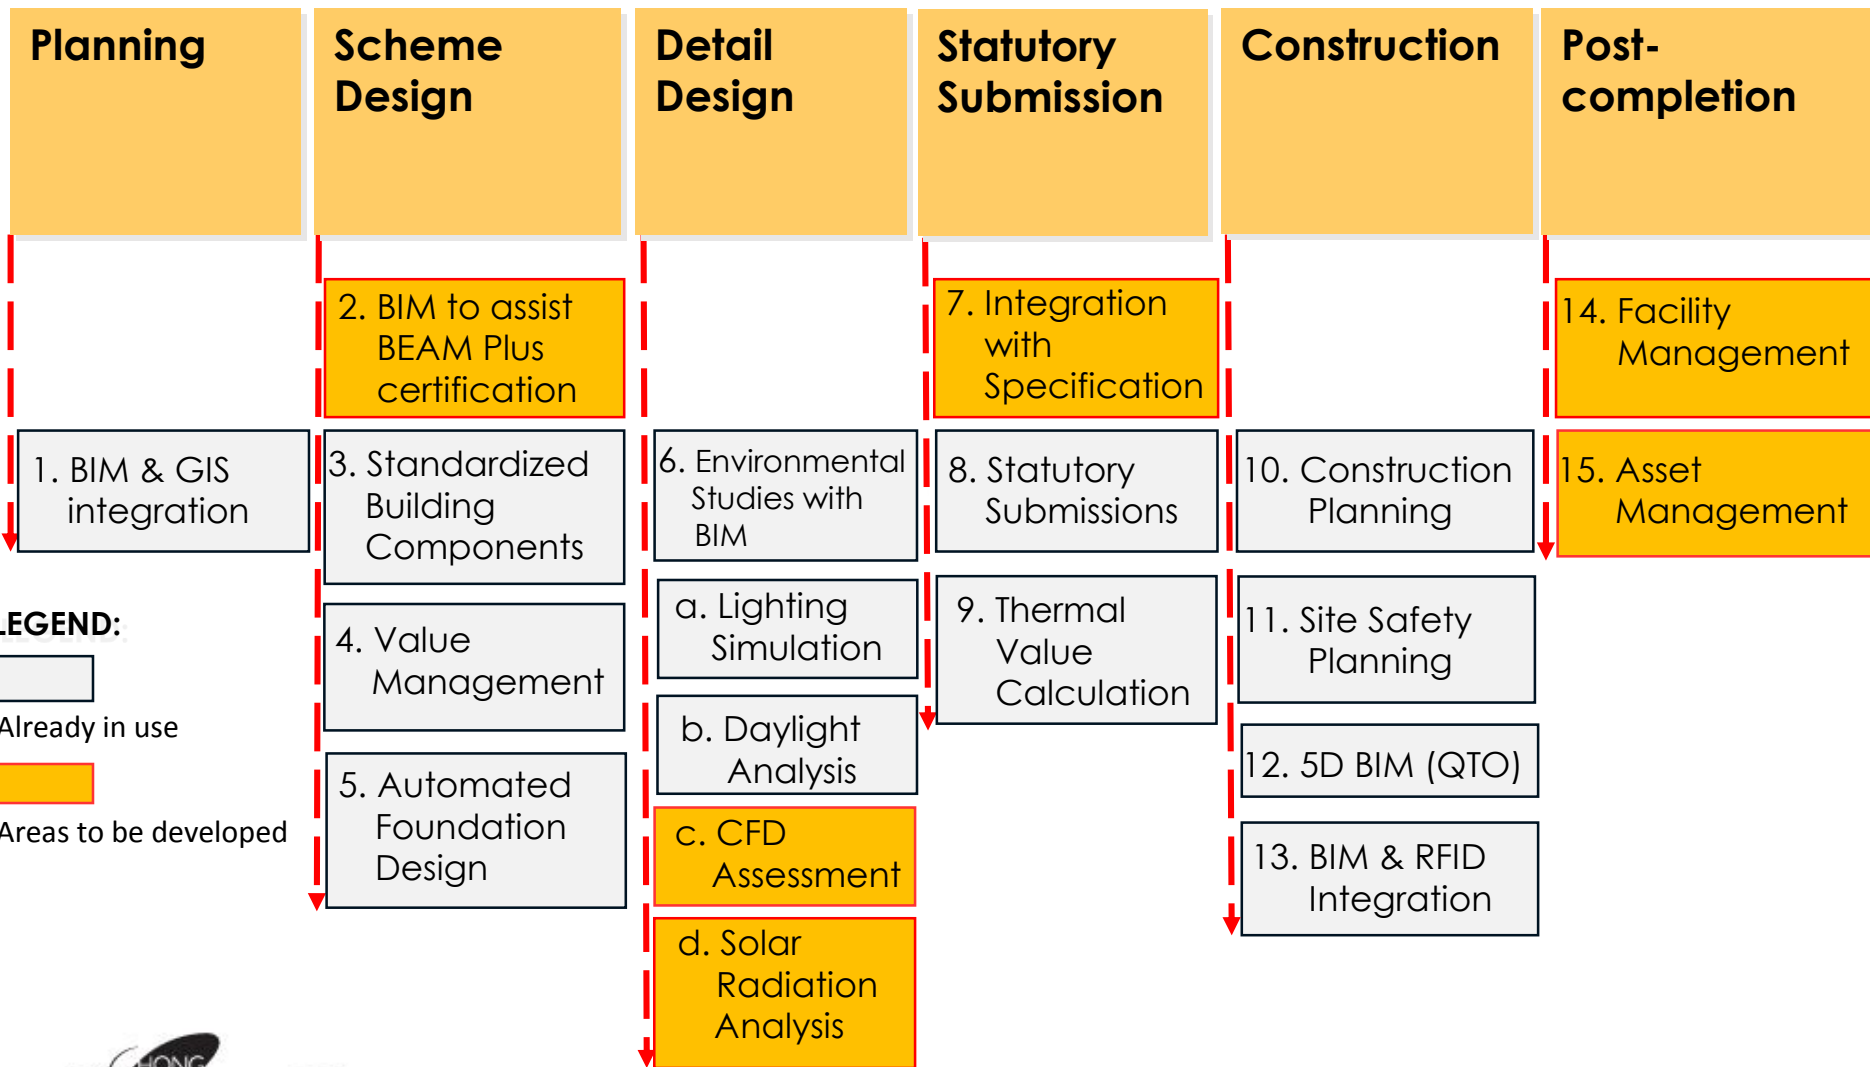 Planning
Scheme
Design
Detail
Design
Statutory
Submission
Construction
Post-
completion
2. BIM to assist
BEAM Plus
certification
7. Integration
with
Specification
14. Facility
Management
1. BIM & GIS
integration
3. Standardized
Building
Components
6. Environmental
Studies with
BIM
8. Statutory
Submissions
10. Construction
Planning
15. Asset
Management
LEGEND:
Already in use
Areas to be developed
4. Value
Management
5. Automated
Foundation
Design
a. Lighting
Simulation
b. Daylight
Analysis
c. CFD
Assessment
d. Solar
Radiation
Analysis
9. Thermal
Value
Calculation
11. Site Safety
Planning
12. 5D BIM (QTO)
13. BIM & RFID
Integration
HONG